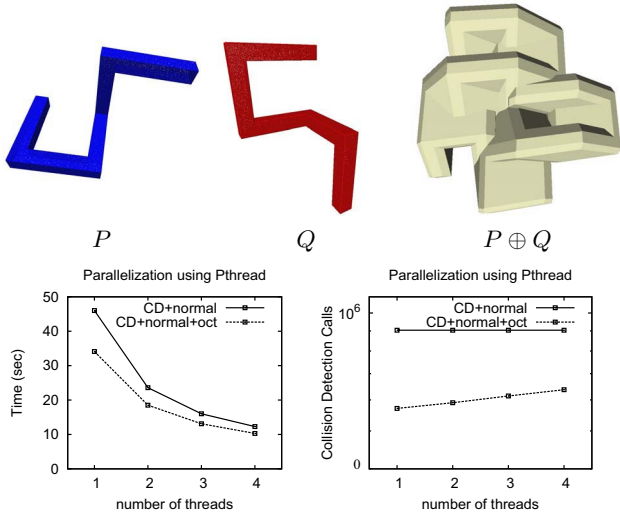 P
Q
P ⊕ Q
Parallelization using Pthread
CD+normal
CD+normal+oct
50
40
30
20
10
0
Time (sec)
1 2 3 4
number of threads
Parallelization using Pthread
CD+normal
CD+normal+oct
10^6
0
Collision Detection Calls
1 2 3 4
number of threads